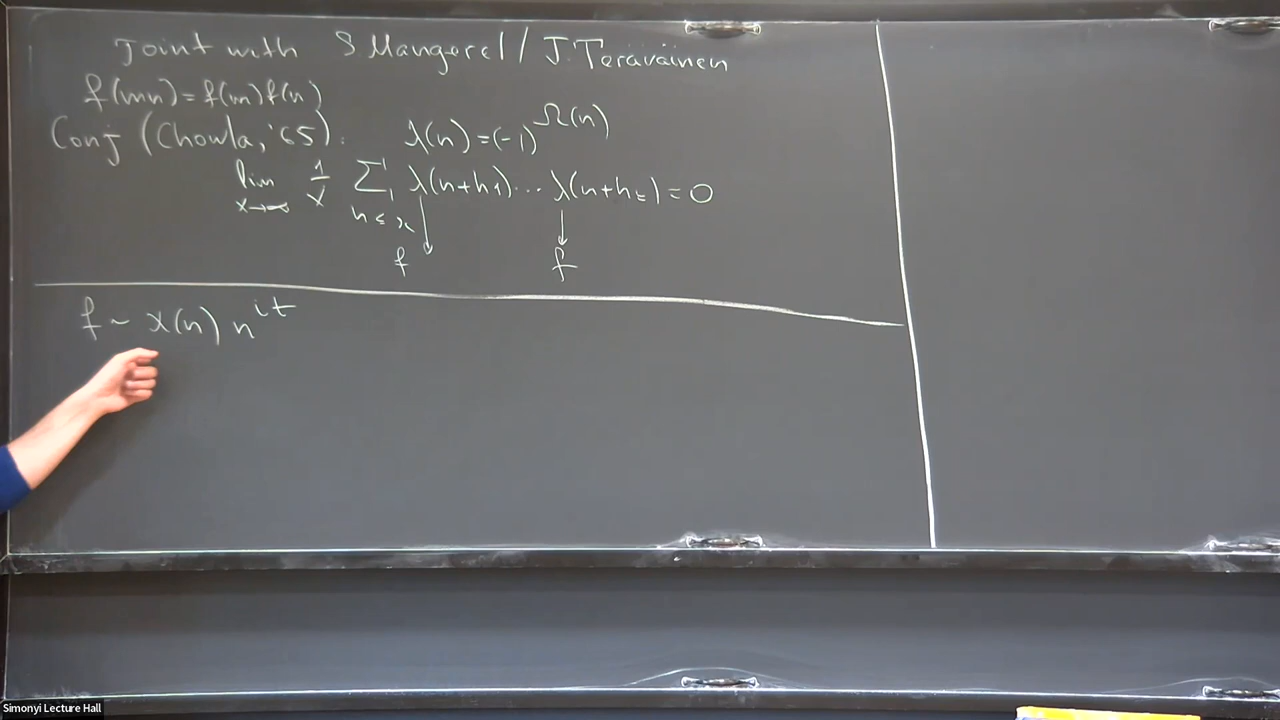 Joint with S Mangerel / J. Teräväinen
f(mn) = f(m) f(n)
Conj (Chowla, '65): λ(n) = (-1)^Ω(n)
lim x→∞ 1/x Σ n ≤ x λ(n+h1) ... λ(n+hk) = 0
↓ ↓
f f
f ~ χ(n) n^it
Simonyi Lecture Hall